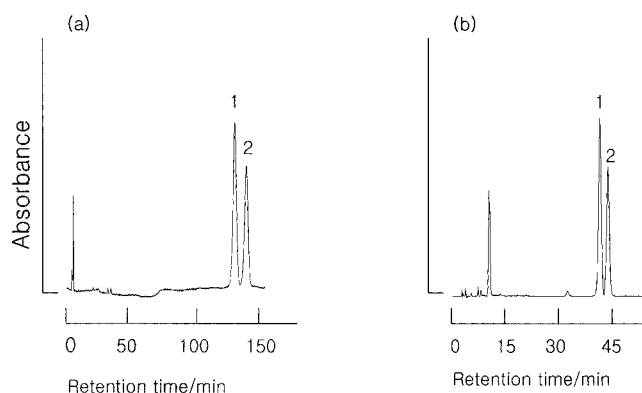 (a)
1
2
Absorbance
0 50 100 150
Retention time/min
(b)
1
2
0 15 30 45
Retention time/min